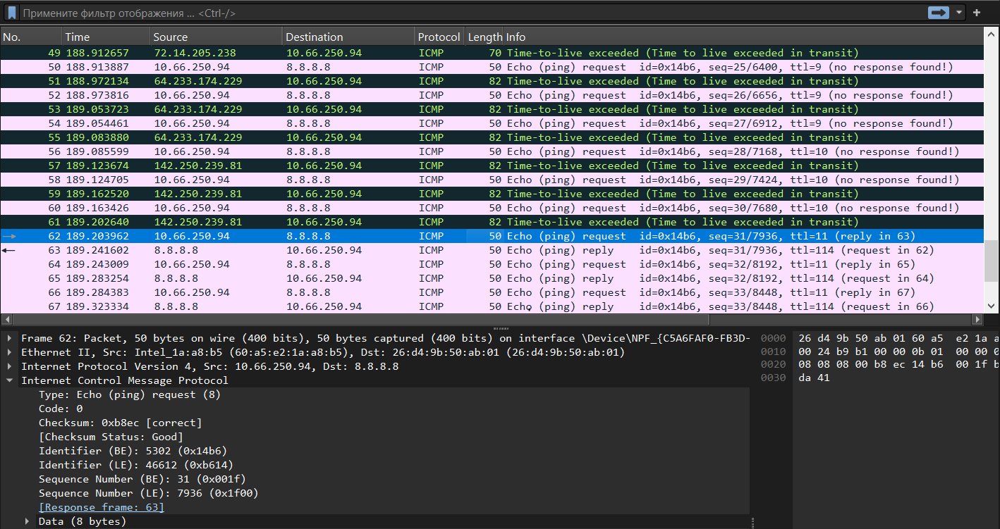 Примените фильтр отображения ... <Ctrl-/>
No. Time Source Destination Protocol Length Info
49 188.912657 72.14.205.238 10.66.250.94 ICMP 70 Time-to-live exceeded (Time to live exceeded in transit)
50 188.913887 10.66.250.94 8.8.8.8 ICMP 50 Echo (ping) request id=0x14b6, seq=25/6400, ttl=9 (no response found!)
51 188.972134 64.233.174.229 10.66.250.94 ICMP 82 Time-to-live exceeded (Time to live exceeded in transit)
52 188.973816 10.66.250.94 8.8.8.8 ICMP 50 Echo (ping) request id=0x14b6, seq=26/6656, ttl=9 (no response found!)
53 189.053723 64.233.174.229 10.66.250.94 ICMP 82 Time-to-live exceeded (Time to live exceeded in transit)
54 189.054461 10.66.250.94 8.8.8.8 ICMP 50 Echo (ping) request id=0x14b6, seq=27/6912, ttl=9 (no response found!)
55 189.083880 64.233.174.229 10.66.250.94 ICMP 82 Time-to-live exceeded (Time to live exceeded in transit)
56 189.085599 10.66.250.94 8.8.8.8 ICMP 50 Echo (ping) request id=0x14b6, seq=28/7168, ttl=10 (no response found!)
57 189.123674 142.250.239.81 10.66.250.94 ICMP 82 Time-to-live exceeded (Time to live exceeded in transit)
58 189.124705 10.66.250.94 8.8.8.8 ICMP 50 Echo (ping) request id=0x14b6, seq=29/7424, ttl=10 (no response found!)
59 189.162520 142.250.239.81 10.66.250.94 ICMP 82 Time-to-live exceeded (Time to live exceeded in transit)
60 189.163426 10.66.250.94 8.8.8.8 ICMP 50 Echo (ping) request id=0x14b6, seq=30/7680, ttl=10 (no response found!)
61 189.202640 142.250.239.81 10.66.250.94 ICMP 82 Time-to-live exceeded (Time to live exceeded in transit)
62 189.203962 10.66.250.94 8.8.8.8 ICMP 50 Echo (ping) request id=0x14b6, seq=31/7936, ttl=11 (reply in 63)
63 189.241602 8.8.8.8 10.66.250.94 ICMP 50 Echo (ping) reply id=0x14b6, seq=31/7936, ttl=114 (request in 62)
64 189.243009 10.66.250.94 8.8.8.8 ICMP 50 Echo (ping) request id=0x14b6, seq=32/8192, ttl=11 (reply in 65)
65 189.283254 8.8.8.8 10.66.250.94 ICMP 50 Echo (ping) reply id=0x14b6, seq=32/8192, ttl=114 (request in 64)
66 189.284383 10.66.250.94 8.8.8.8 ICMP 50 Echo (ping) request id=0x14b6, seq=33/8448, ttl=11 (reply in 67)
67 189.323334 8.8.8.8 10.66.250.94 ICMP 50 Echo (ping) reply id=0x14b6, seq=33/8448, ttl=114 (request in 66)
Frame 62: Packet, 50 bytes on wire (400 bits), 50 bytes captured (400 bits) on interface \Device\NPF_{C5A6FAF0-FB3D-
Ethernet II, Src: Intel_1a:a8:b5 (60:a5:e2:1a:a8:b5), Dst: 26:d4:9b:50:ab:01 (26:d4:9b:50:ab:01)
Internet Protocol Version 4, Src: 10.66.250.94, Dst: 8.8.8.8
Internet Control Message Protocol
Type: Echo (ping) request (8)
Code: 0
Checksum: 0xb8ec [correct]
[Checksum Status: Good]
Identifier (BE): 5302 (0x14b6)
Identifier (LE): 46612 (0xb614)
Sequence Number (BE): 31 (0x001f)
Sequence Number (LE): 7936 (0x1f00)
[Response frame: 63]
Data (8 bytes)
0000 26 d4 9b 50 ab 01 60 a5 e2 1a a
0010 00 24 b9 b1 00 00 0b 01 00 00 0
0020 08 08 08 00 b8 ec 14 b6 00 1f b
0030 da 41